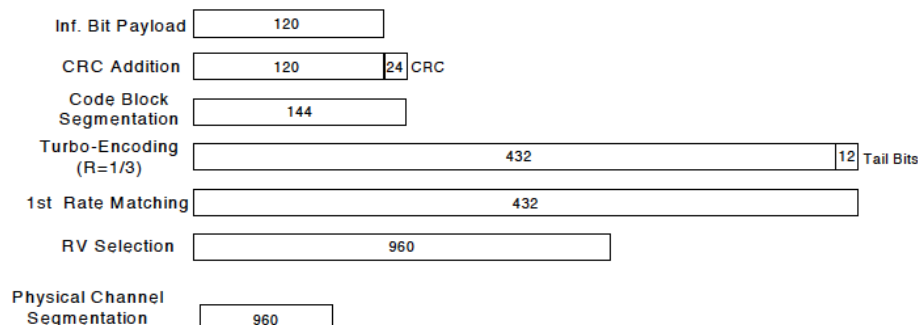 Inf. Bit Payload 120
CRC Addition 120 24 CRC
Code Block
Segmentation 144
Turbo-Encoding
(R=1/3) 432 12 Tail Bits
1st Rate Matching 432
RV Selection 960
Physical Channel
Segmentation 960